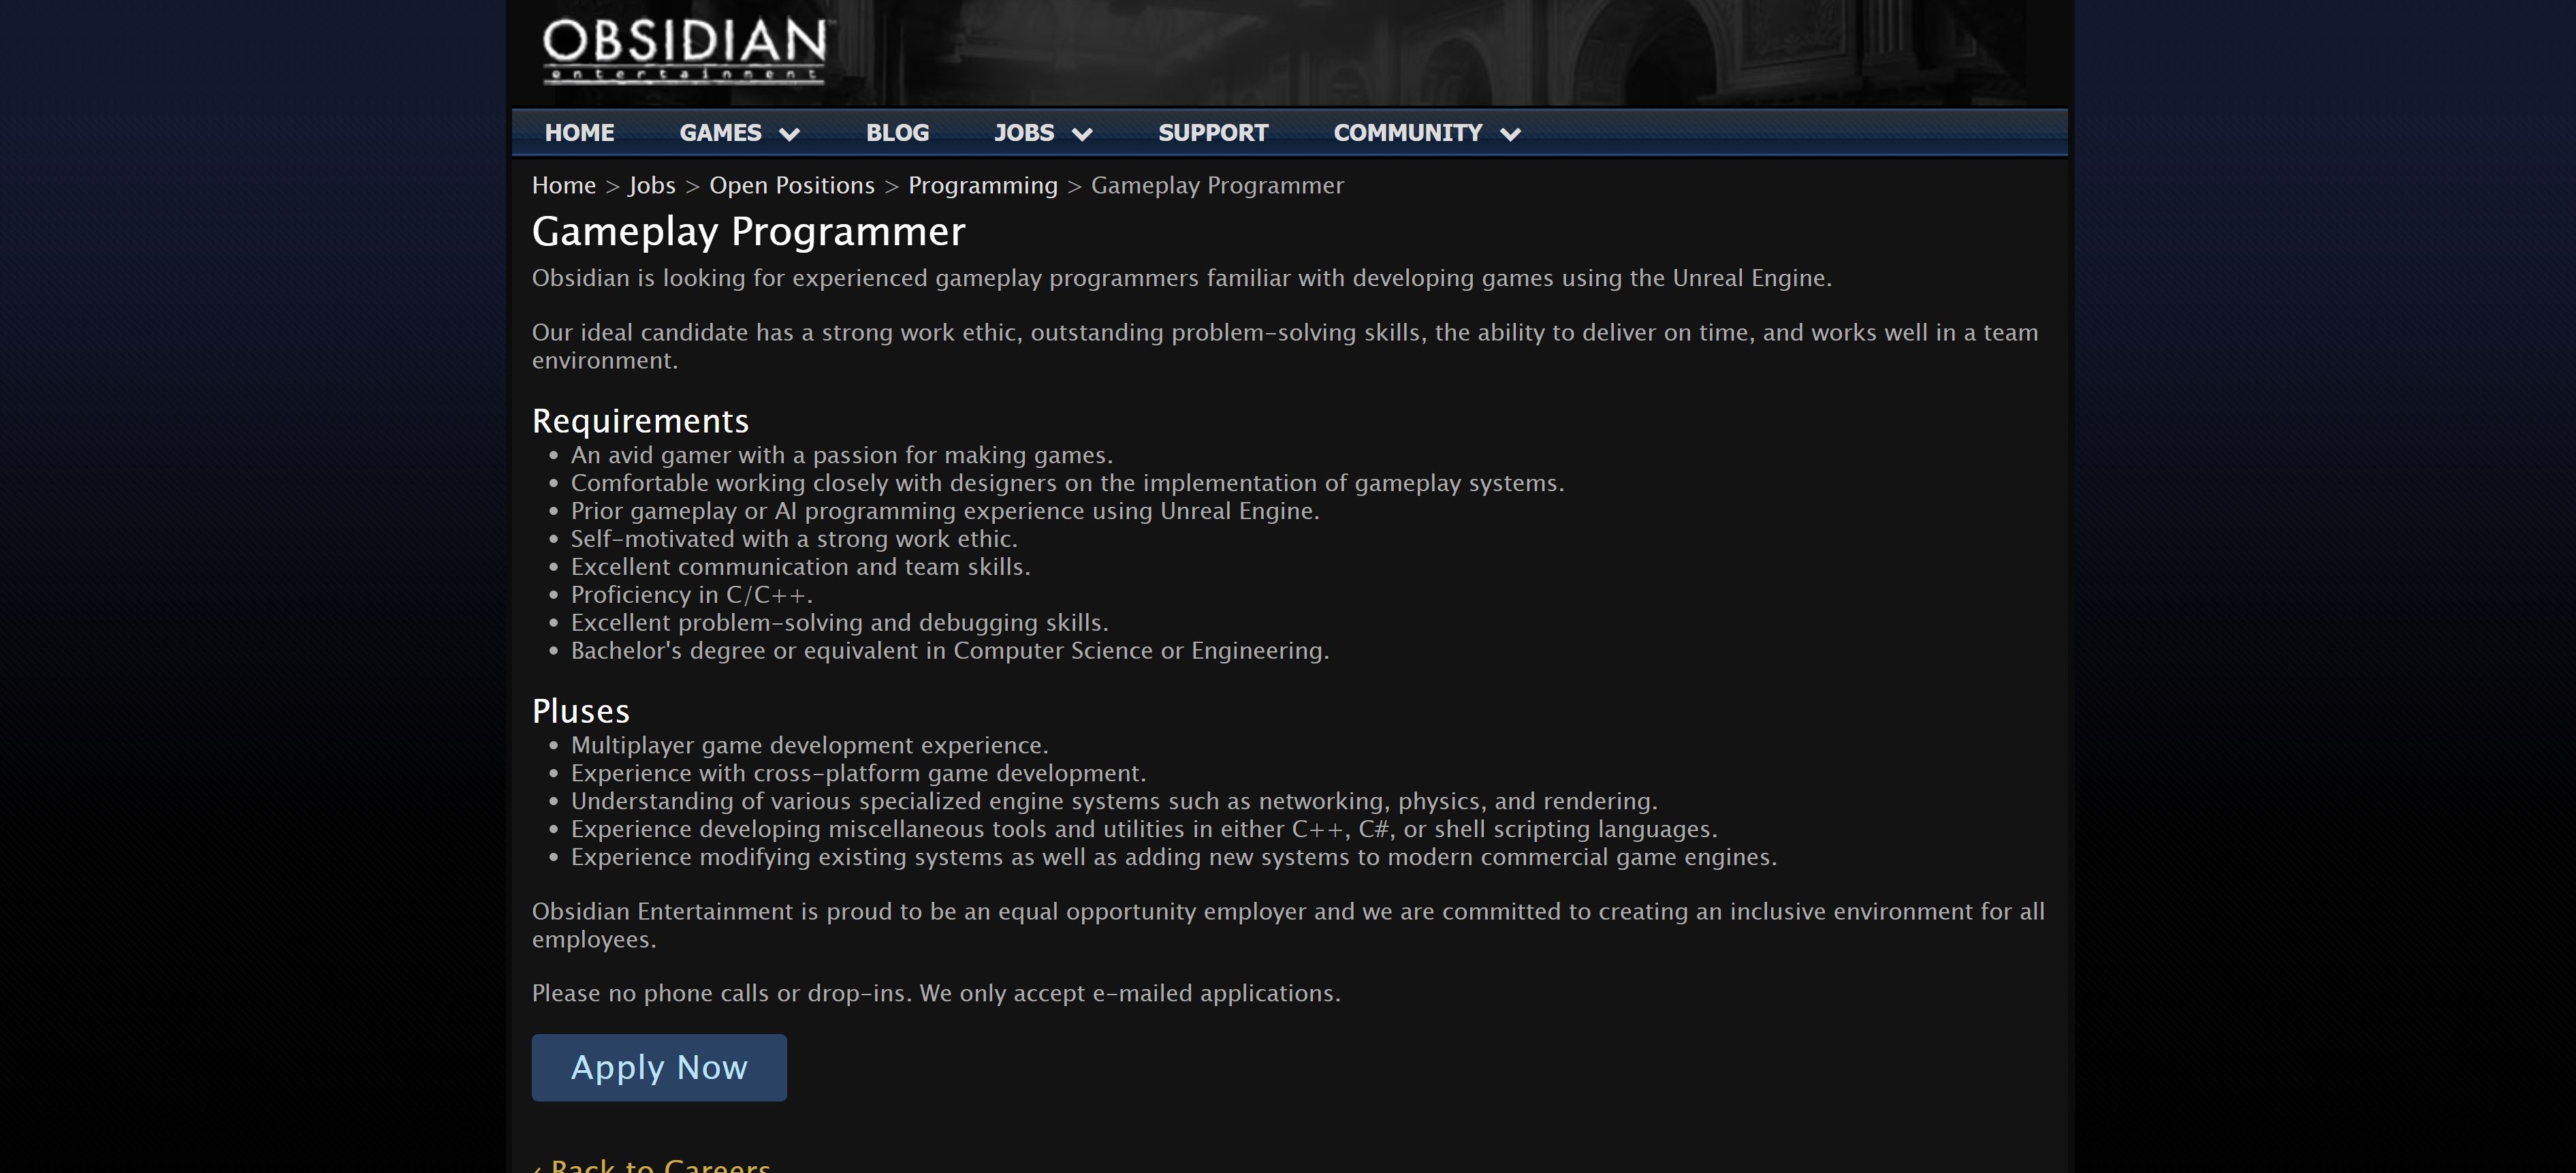 OBSIDIAN
entertainment
HOME GAMES BLOG JOBS SUPPORT COMMUNITY
Home > Jobs > Open Positions > Programming > Gameplay Programmer
Gameplay Programmer
Obsidian is looking for experienced gameplay programmers familiar with developing games using the Unreal Engine.
Our ideal candidate has a strong work ethic, outstanding problem-solving skills, the ability to deliver on time, and works well in a team
environment.
Requirements
• An avid gamer with a passion for making games.
• Comfortable working closely with designers on the implementation of gameplay systems.
• Prior gameplay or AI programming experience using Unreal Engine.
• Self-motivated with a strong work ethic.
• Excellent communication and team skills.
• Proficiency in C/C++.
• Excellent problem-solving and debugging skills.
• Bachelor's degree or equivalent in Computer Science or Engineering.
Pluses
• Multiplayer game development experience.
• Experience with cross-platform game development.
• Understanding of various specialized engine systems such as networking, physics, and rendering.
• Experience developing miscellaneous tools and utilities in either C++, C#, or shell scripting languages.
• Experience modifying existing systems as well as adding new systems to modern commercial game engines.
Obsidian Entertainment is proud to be an equal opportunity employer and we are committed to creating an inclusive environment for all
employees.
Please no phone calls or drop-ins. We only accept e-mailed applications.
Apply Now
‹ Back to Careers